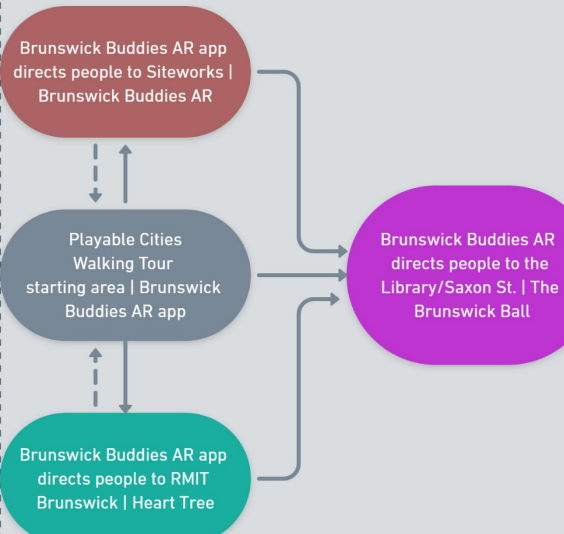 Brunswick Buddies AR app
directs people to Siteworks |
Brunswick Buddies AR
Playable Cities
Walking Tour
starting area | Brunswick
Buddies AR app
Brunswick Buddies AR
directs people to the
Library/Saxon St. | The
Brunswick Ball
Brunswick Buddies AR app
directs people to RMIT
Brunswick | Heart Tree